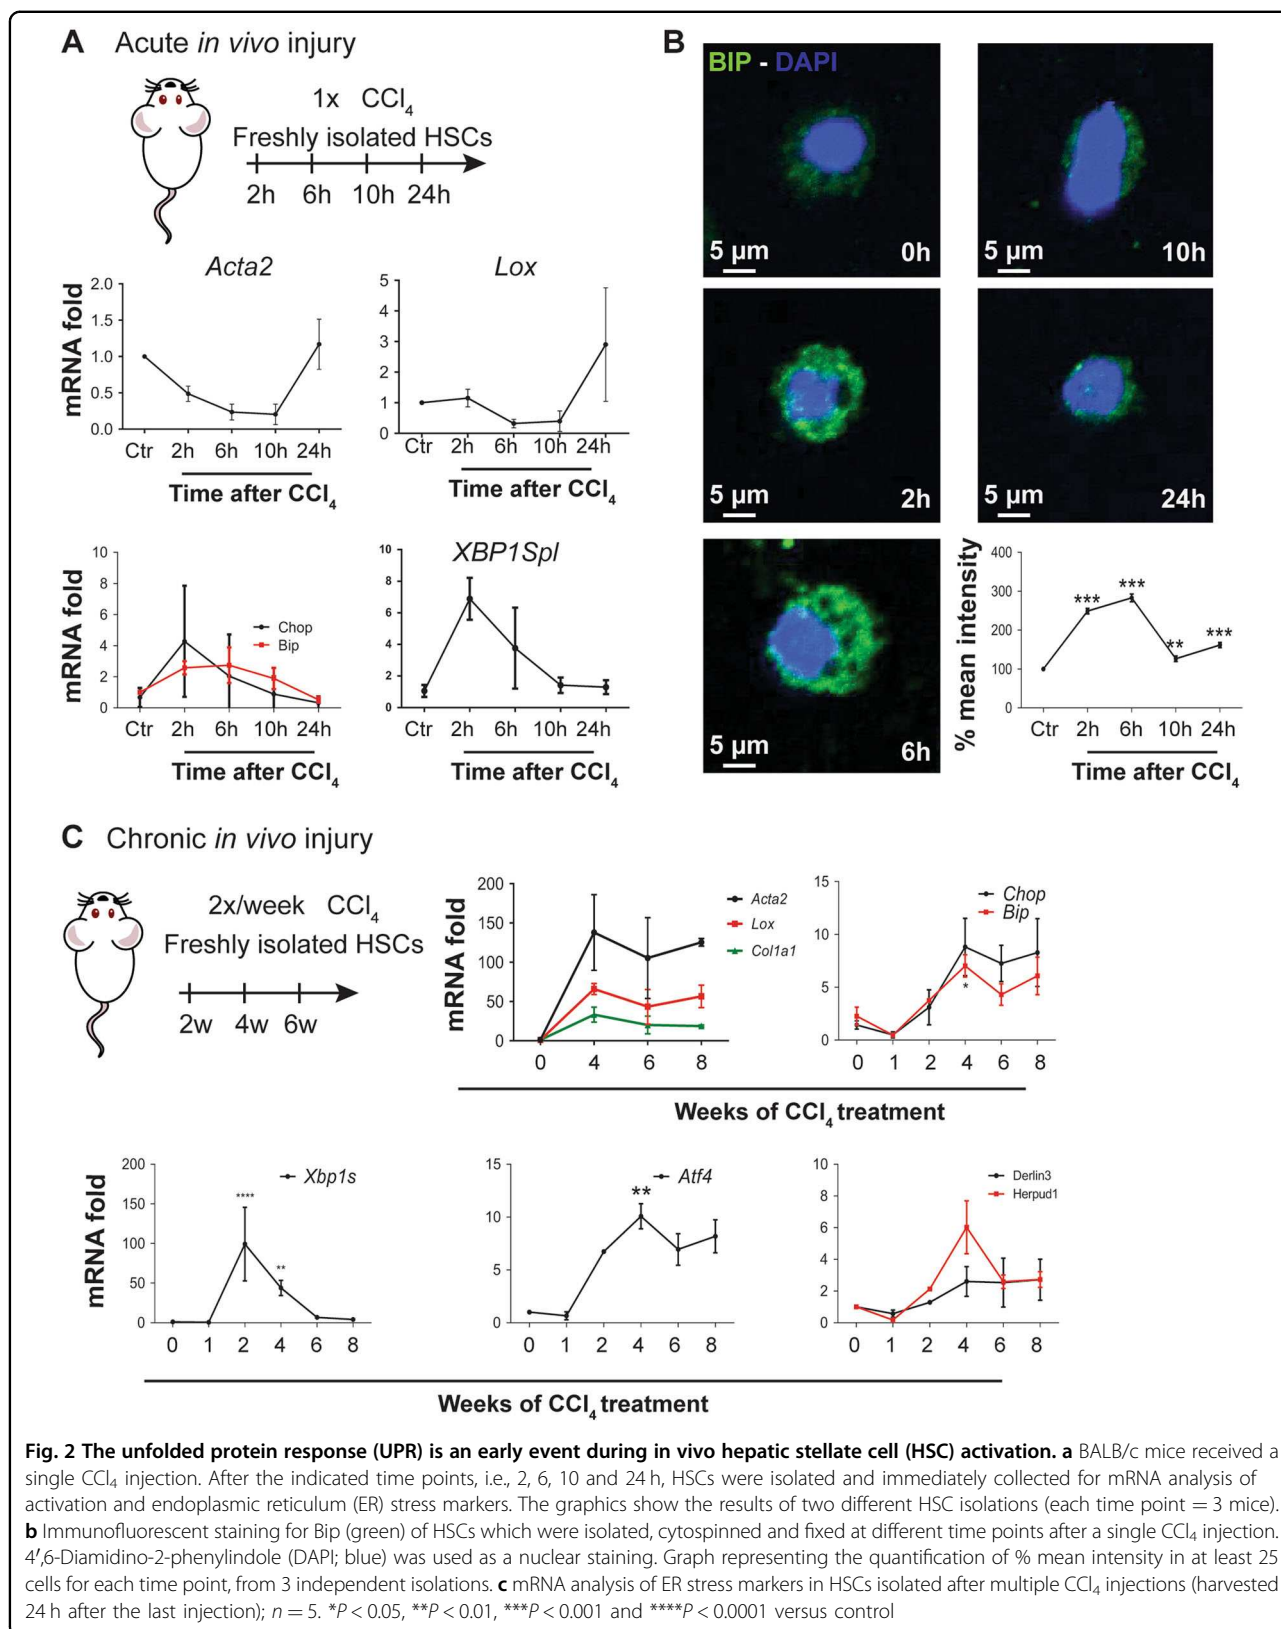 A Acute in vivo injury
1x CCl4
Freshly isolated HSCs
2h 6h 10h 24h
Acta2
mRNA fold
2.0
1.5
1.0
0.5
0.0
Ctr 2h 6h 10h 24h
Time after CCl4
Lox
5
4
3
2
1
0
Ctr 2h 6h 10h 24h
Time after CCl4
mRNA fold
10
8
6
4
2
0
Chop
Bip
Ctr 2h 6h 10h 24h
Time after CCl4
XBP1Spl
10
8
6
4
2
0
Ctr 2h 6h 10h 24h
Time after CCl4
B
BIP - DAPI
5 µm 0h
5 µm 10h
5 µm 2h
5 µm 24h
5 µm 6h
% mean intensity
400
300
200
100
0
*** *** ** ***
Ctr 2h 6h 10h 24h
Time after CCl4
C Chronic in vivo injury
2x/week CCl4
Freshly isolated HSCs
2w 4w 6w
mRNA fold
200
150
100
50
0
Acta2
Lox
Col1a1
0 4 6 8
15
10
5
0
Chop
Bip
*
0 1 2 4 6 8
Weeks of CCl4 treatment
mRNA fold
200
150
100
50
0
Xbp1s
**** **
0 1 2 4 6 8
15
10
5
0
Atf4
**
0 1 2 4 6 8
10
8
6
4
2
0
Derlin3
Herpud1
0 1 2 4 6 8
Weeks of CCl4 treatment
Fig. 2 The unfolded protein response (UPR) is an early event during in vivo hepatic stellate cell (HSC) activation. a BALB/c mice received a
single CCl4 injection. After the indicated time points, i.e., 2, 6, 10 and 24 h, HSCs were isolated and immediately collected for mRNA analysis of
activation and endoplasmic reticulum (ER) stress markers. The graphics show the results of two different HSC isolations (each time point = 3 mice).
b Immunofluorescent staining for Bip (green) of HSCs which were isolated, cytospinned and fixed at different time points after a single CCl4 injection.
4′,6-Diamidino-2-phenylindole (DAPI; blue) was used as a nuclear staining. Graph representing the quantification of % mean intensity in at least 25
cells for each time point, from 3 independent isolations. c mRNA analysis of ER stress markers in HSCs isolated after multiple CCl4 injections (harvested
24 h after the last injection); n = 5. *P < 0.05, **P < 0.01, ***P < 0.001 and ****P < 0.0001 versus control